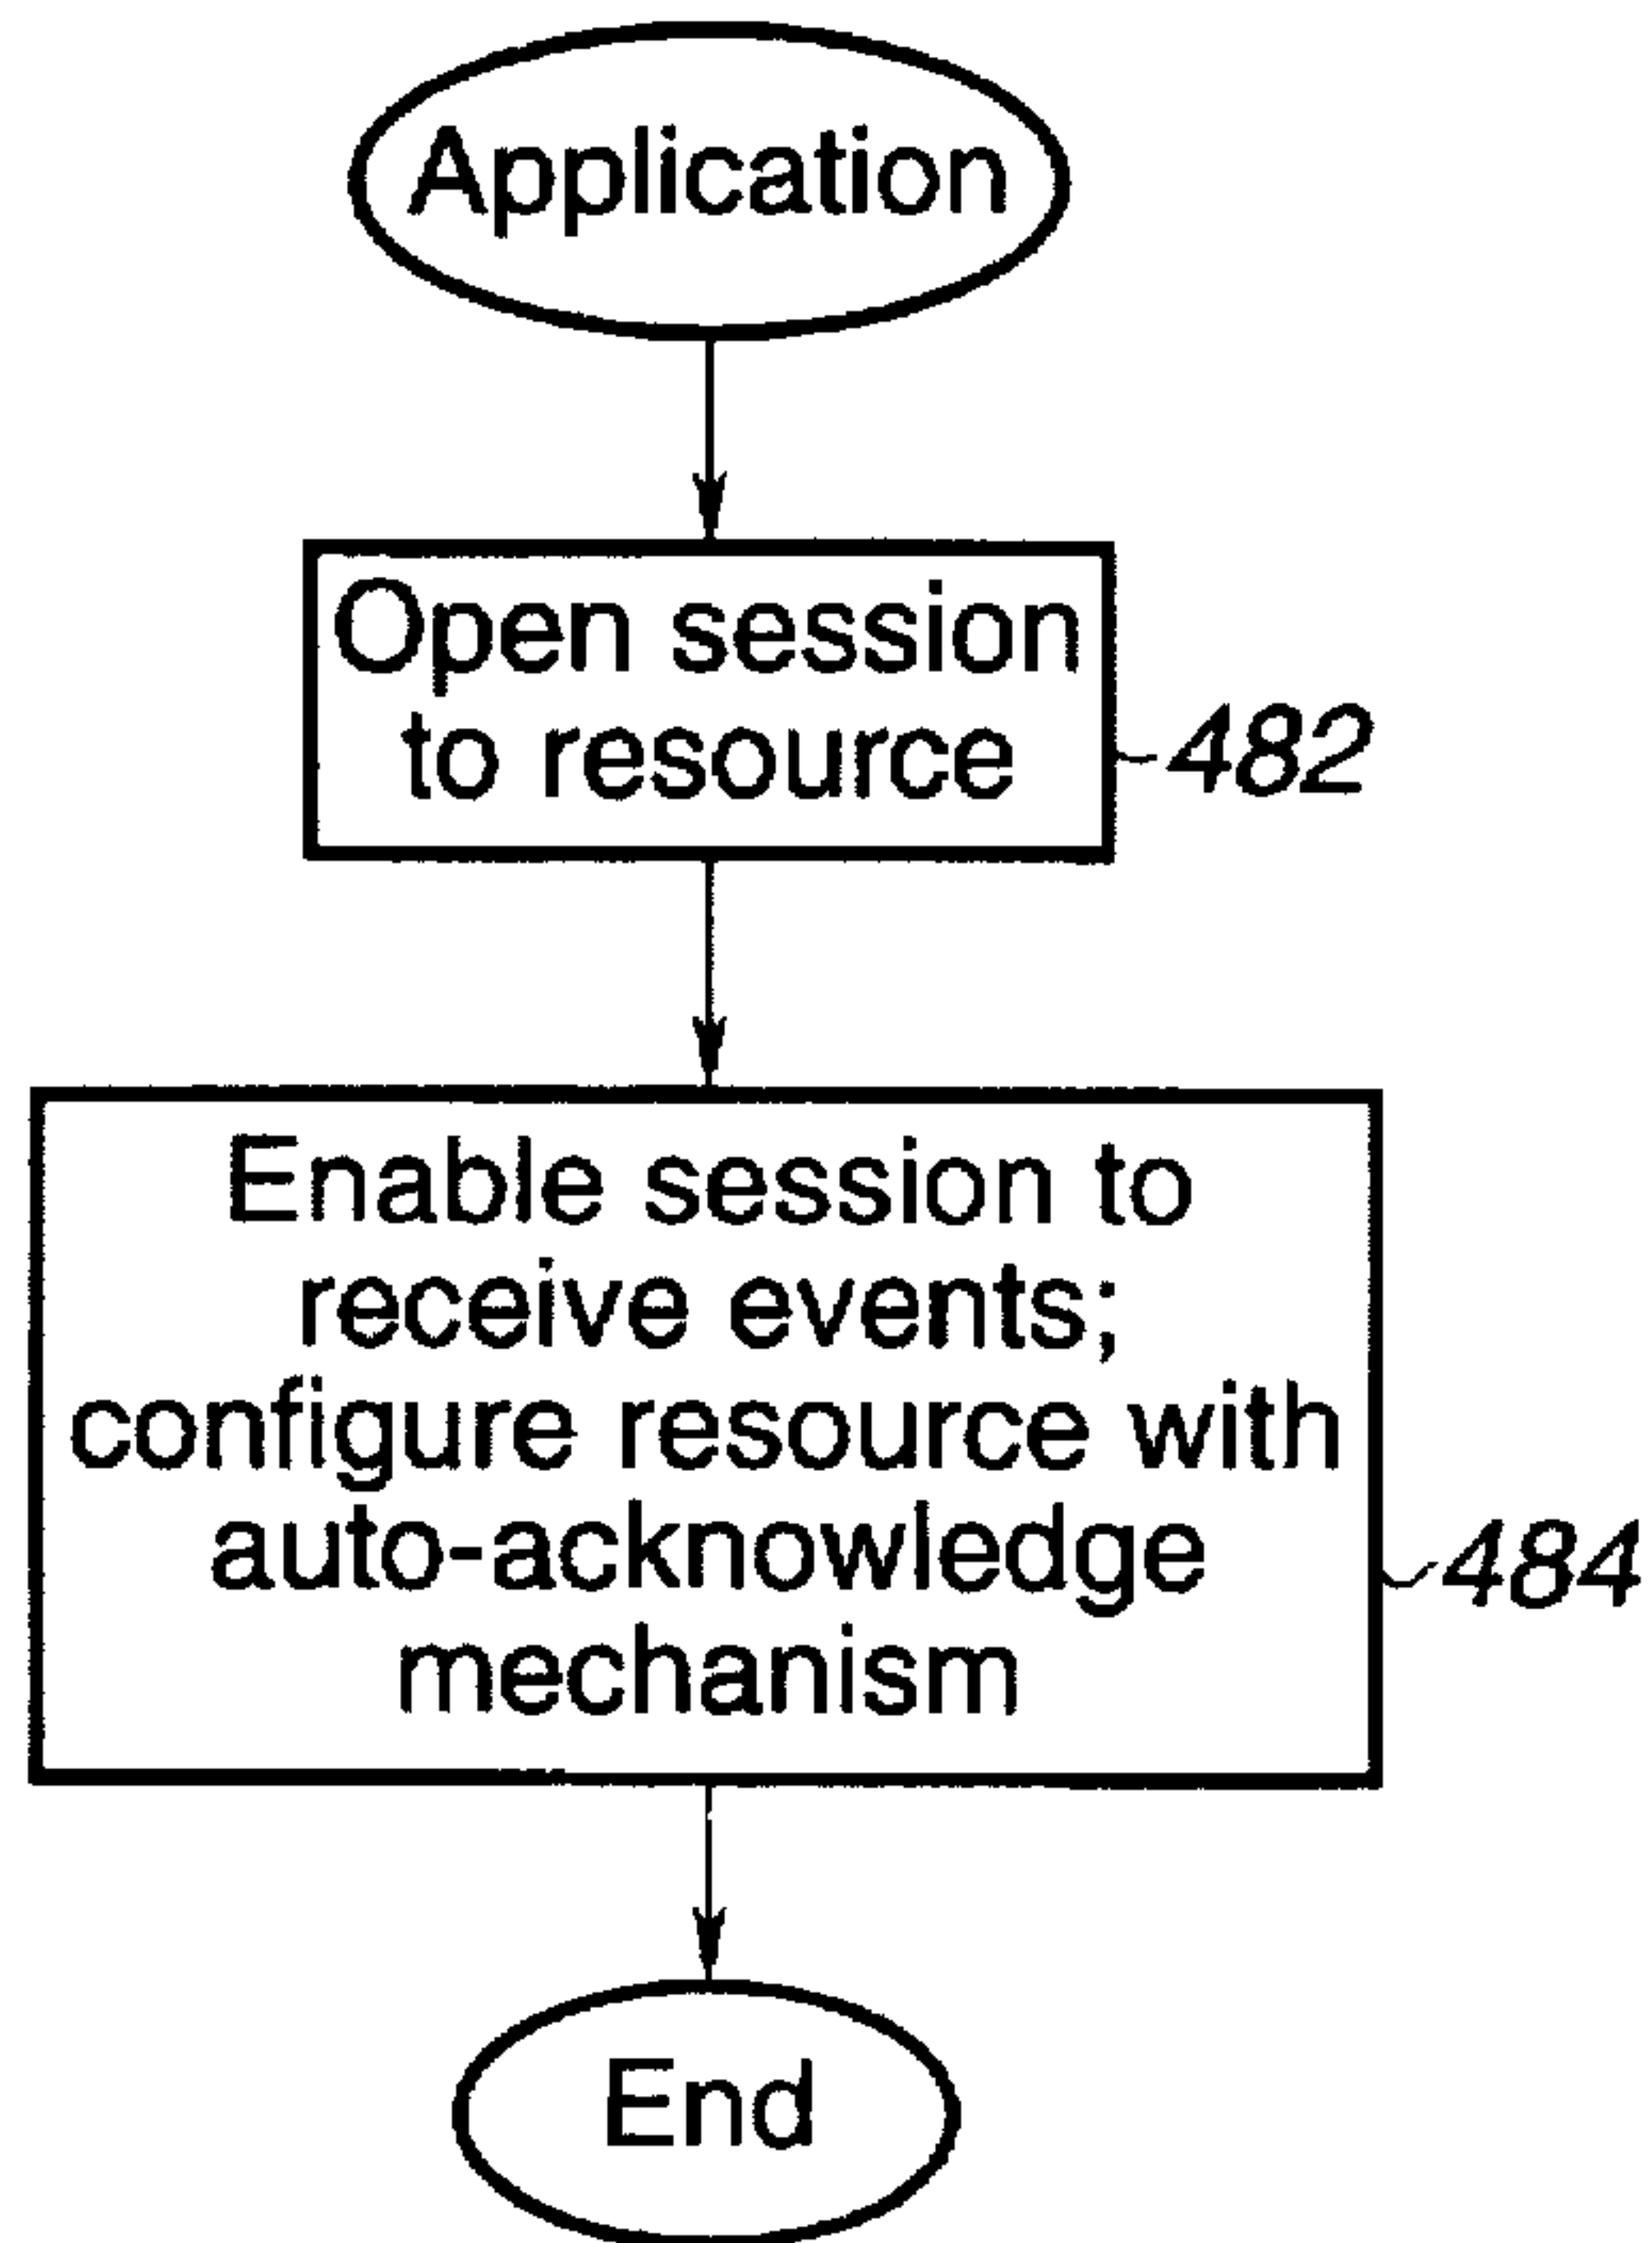 Application
Open session
to resource
482
Enable session to
receive events;
configure resource with
auto-acknowledge
mechanism
484
End